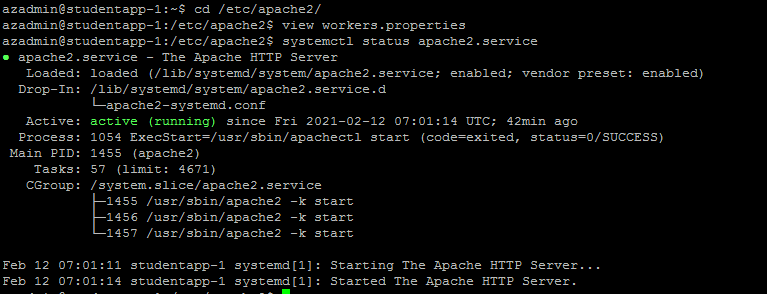 azadmin@studentapp-1:~$ cd /etc/apache2/
azadmin@studentapp-1:/etc/apache2$ view workers.properties
azadmin@studentapp-1:/etc/apache2$ systemctl status apache2.service
● apache2.service - The Apache HTTP Server
   Loaded: loaded (/lib/systemd/system/apache2.service; enabled; vendor preset: enabled)
  Drop-In: /lib/systemd/system/apache2.service.d
           └─apache2-systemd.conf
   Active: active (running) since Fri 2021-02-12 07:01:14 UTC; 42min ago
  Process: 1054 ExecStart=/usr/sbin/apachectl start (code=exited, status=0/SUCCESS)
 Main PID: 1455 (apache2)
    Tasks: 57 (limit: 4671)
   CGroup: /system.slice/apache2.service
           ├─1455 /usr/sbin/apache2 -k start
           ├─1456 /usr/sbin/apache2 -k start
           └─1457 /usr/sbin/apache2 -k start
Feb 12 07:01:11 studentapp-1 systemd[1]: Starting The Apache HTTP Server...
Feb 12 07:01:14 studentapp-1 systemd[1]: Started The Apache HTTP Server.